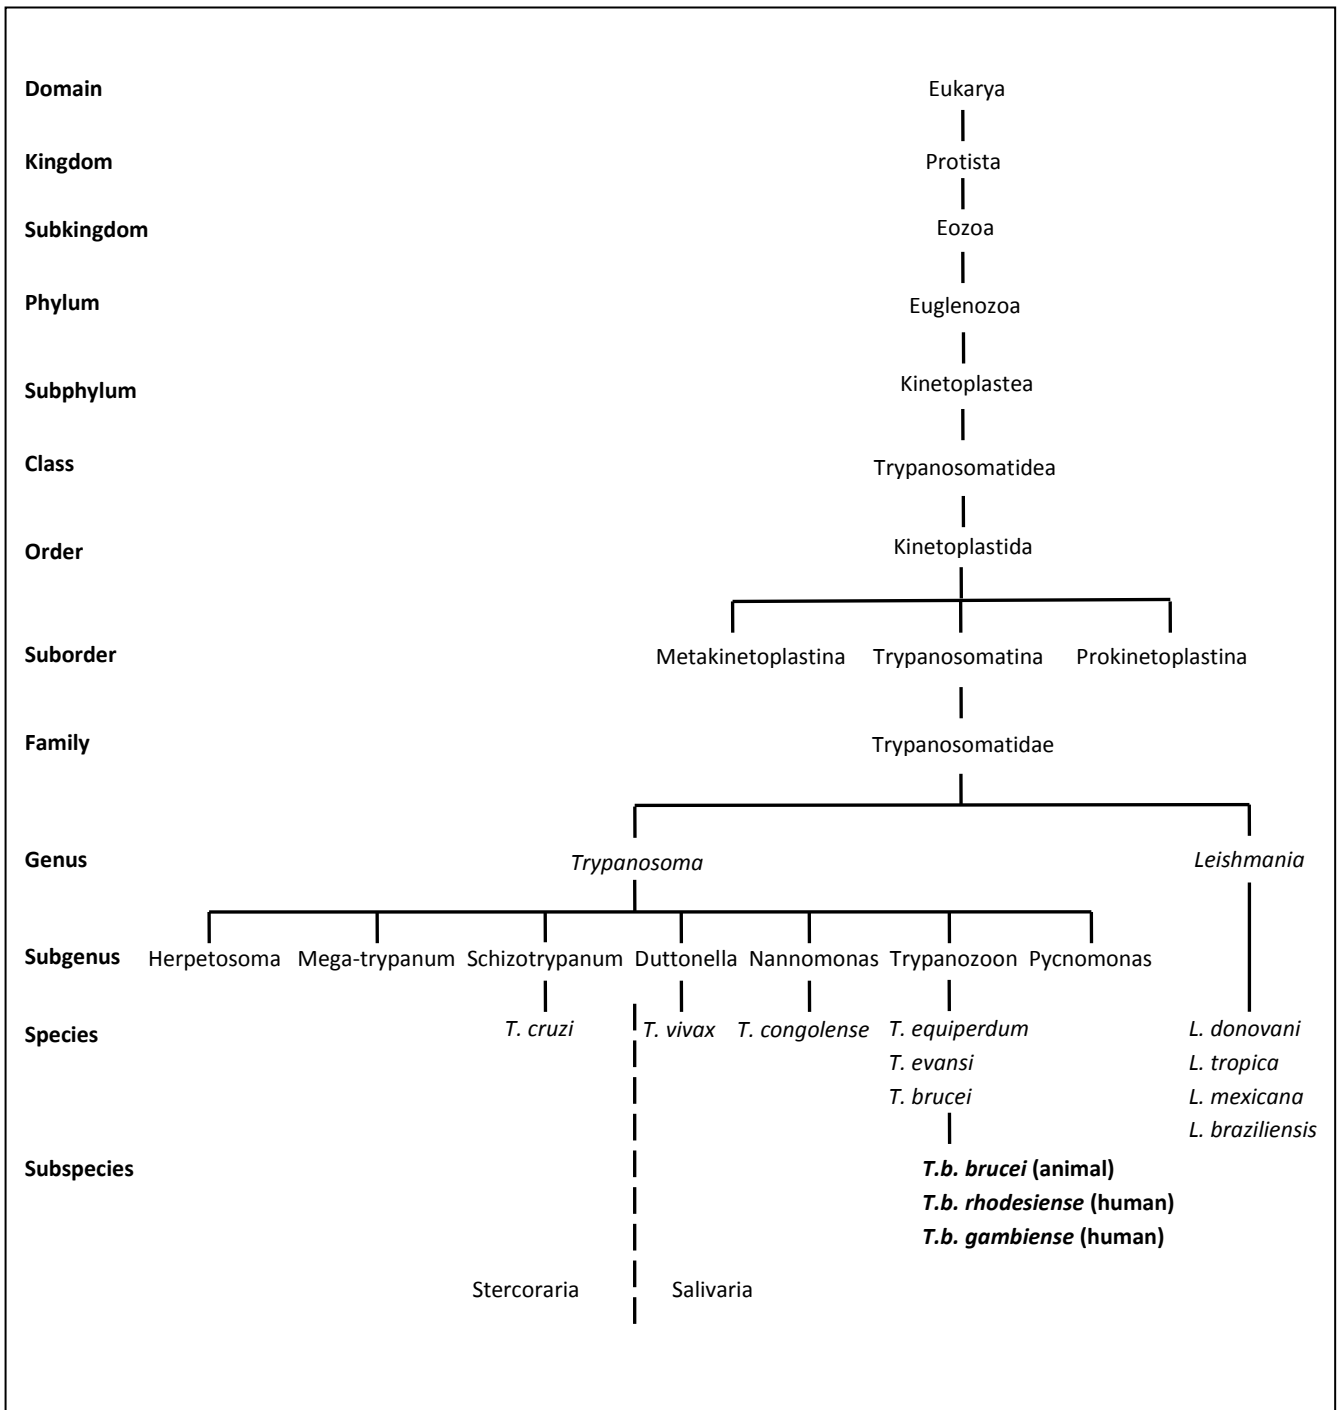 Domain Eukarya
Kingdom Protista
Subkingdom Eozoa
Phylum Euglenozoa
Subphylum Kinetoplastea
Class Trypanosomatidea
Order Kinetoplastida
Suborder Metakinetoplastina Trypanosomatina Prokinetoplastina
Family Trypanosomatidae
Genus Trypanosoma Leishmania
Subgenus Herpetosoma Mega-trypanum Schizotrypanum Duttonella Nannomonas Trypanozoon Pycnomonas
Species T. cruzi T. vivax T. congolense T. equiperdum L. donovani
T. evansi L. tropica
T. brucei L. mexicana
L. braziliensis
Subspecies T.b. brucei (animal)
T.b. rhodesiense (human)
T.b. gambiense (human)
Stercoraria Salivaria